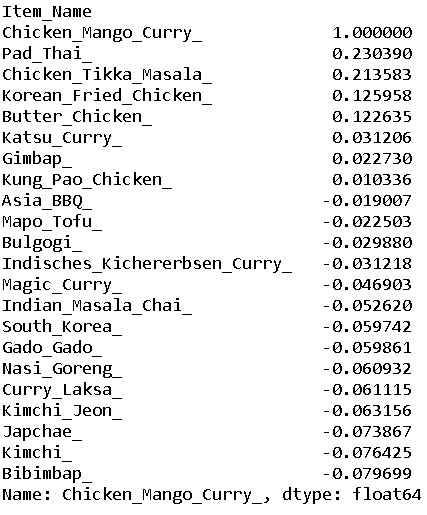 Item_Name
Chicken_Mango_Curry_ 1.000000
Pad_Thai_ 0.230390
Chicken_Tikka_Masala_ 0.213583
Korean_Fried_Chicken_ 0.125958
Butter_Chicken_ 0.122635
Katsu_Curry_ 0.031206
Gimbap_ 0.022730
Kung_Pao_Chicken_ 0.010336
Asia_BBQ_ -0.019007
Mapo_Tofu_ -0.022503
Bulgogi_ -0.029880
Indisches_Kichererbsen_Curry_ -0.031218
Magic_Curry_ -0.046903
Indian_Masala_Chai_ -0.052620
South_Korea_ -0.059742
Gado_Gado_ -0.059861
Nasi_Goreng_ -0.060932
Curry_Laksa_ -0.061115
Kimchi_Jeon_ -0.063156
Japchae_ -0.073867
Kimchi_ -0.076425
Bibimbap_ -0.079699
Name: Chicken_Mango_Curry_, dtype: float64